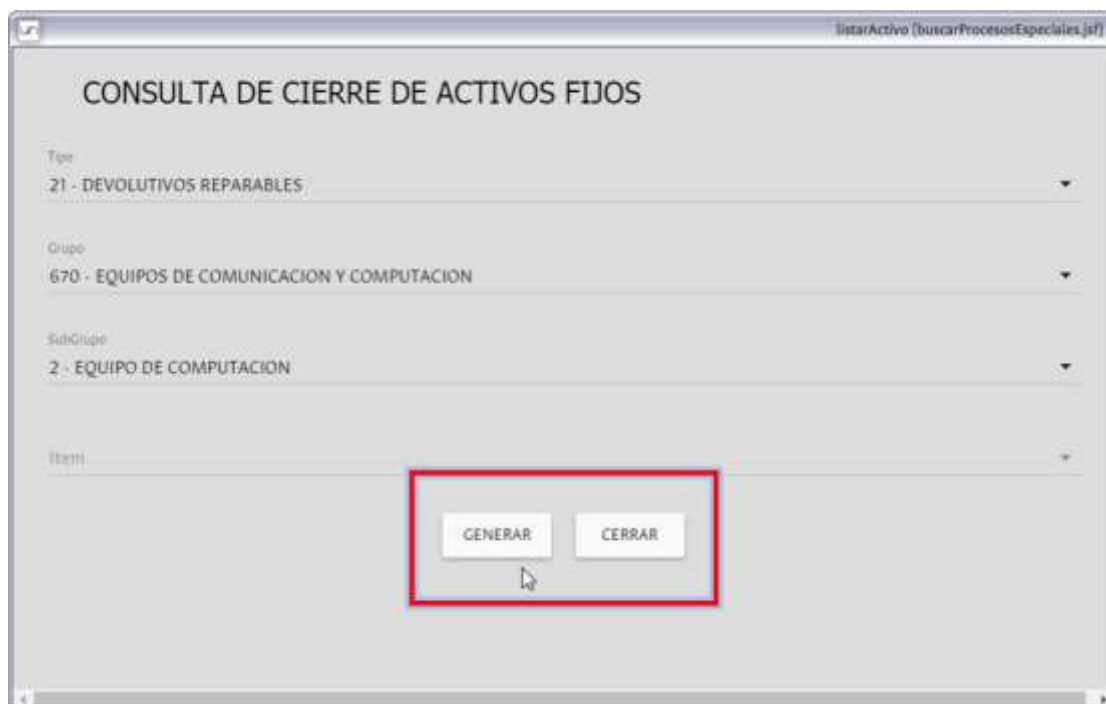 listarActivo [buscarProcesosEspeciales.jsf]
CONSULTA DE CIERRE DE ACTIVOS FIJOS
Tipo
21 - DEVOLUTIVOS REPARABLES
Grupo
670 - EQUIPOS DE COMUNICACION Y COMPUTACION
SubGrupo
2 - EQUIPO DE COMPUTACION
Item
GENERAR CERRAR